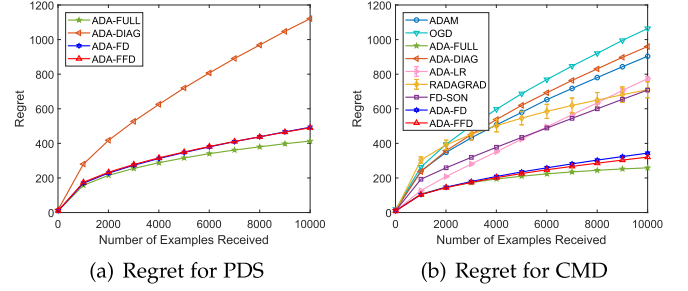 1200
1000
800
600
400
200
0
Regret
ADA-FULL
ADA-DIAG
ADA-FD
ADA-FFD
0 2000 4000 6000 8000 10000
Number of Examples Received
(a) Regret for PDS
1200
1000
800
600
400
200
0
Regret
ADAM
OGD
ADA-FULL
ADA-DIAG
ADA-LR
RADAGRAD
FD-SON
ADA-FD
ADA-FFD
0 2000 4000 6000 8000 10000
Number of Examples Received
(b) Regret for CMD